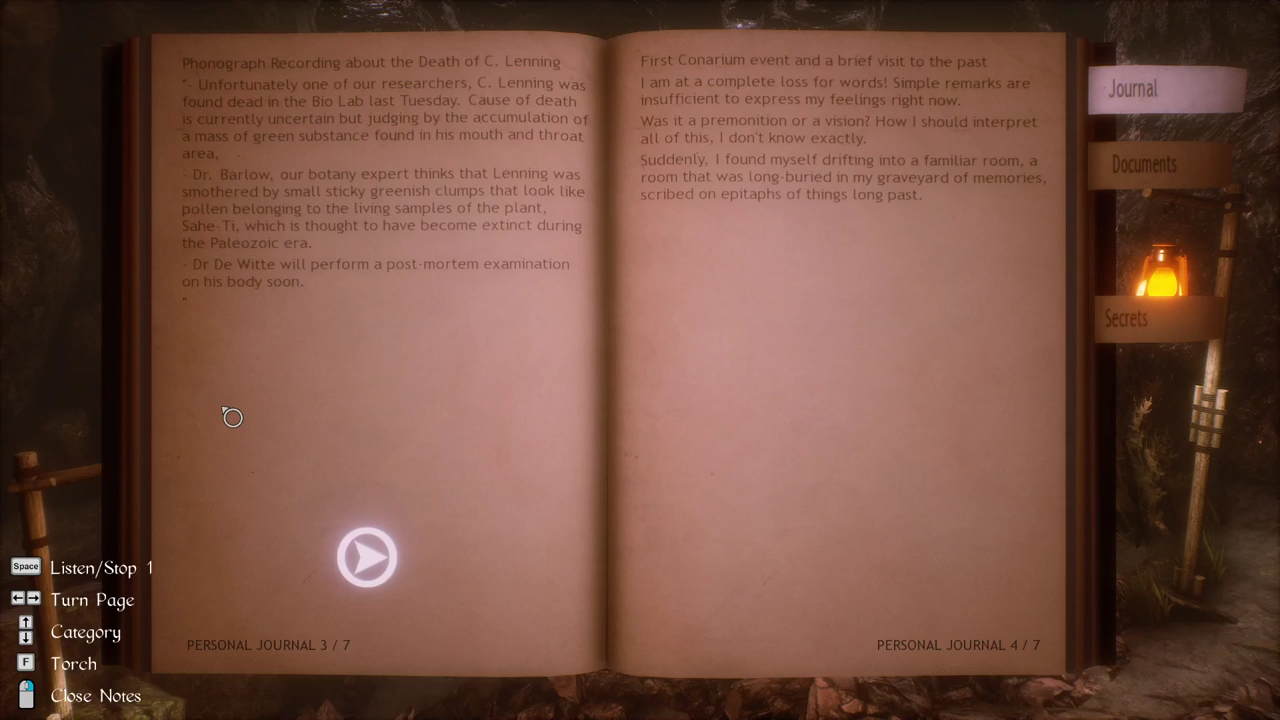 Phonograph Recording about the Death of C. Lenning
"- Unfortunately one of our researchers, C. Lenning was
found dead in the Bio Lab last Tuesday. Cause of death
is currently uncertain but judging by the accumulation of
a mass of green substance found in his mouth and throat
area,
- Dr. Barlow, our botany expert thinks that Lenning was
smothered by small sticky greenish clumps that look like
pollen belonging to the living samples of the plant,
Sahe-Ti, which is thought to have become extinct during
the Paleozoic era.
- Dr De Witte will perform a post-mortem examination
on his body soon.
"
PERSONAL JOURNAL 3 / 7
First Conarium event and a brief visit to the past
I am at a complete loss for words! Simple remarks are
insufficient to express my feelings right now.
Was it a premonition or a vision? How I should interpret
all of this, I don't know exactly.
Suddenly, I found myself drifting into a familiar room, a
room that was long-buried in my graveyard of memories,
scribed on epitaphs of things long past.
PERSONAL JOURNAL 4 / 7
Journal
Documents
Secrets
Space Listen/Stop 1
Turn Page
Category
F Torch
Close Notes